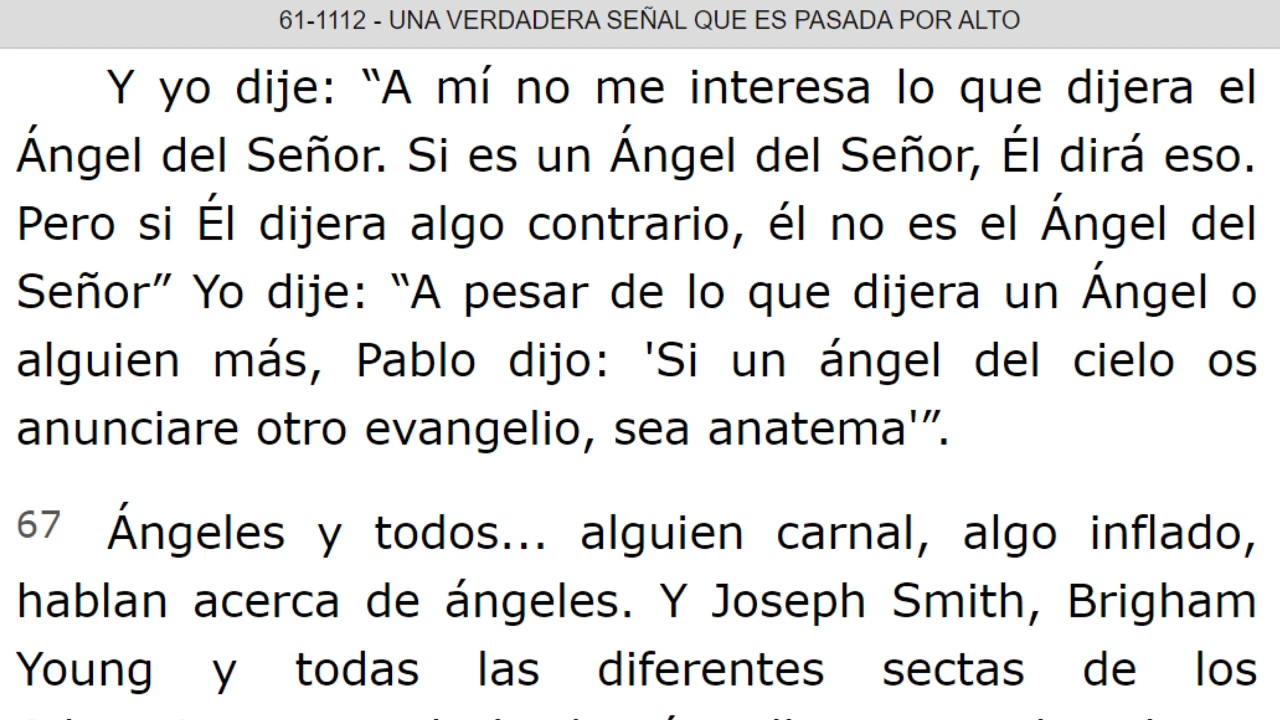 61-1112 - UNA VERDADERA SEÑAL QUE ES PASADA POR ALTO
Y yo dije: “A mí no me interesa lo que dijera el
Ángel del Señor. Si es un Ángel del Señor, Él dirá eso.
Pero si Él dijera algo contrario, él no es el Ángel del
Señor” Yo dije: “A pesar de lo que dijera un Ángel o
alguien más, Pablo dijo: 'Si un ángel del cielo os
anunciare otro evangelio, sea anatema'”.
67 Ángeles y todos... alguien carnal, algo inflado,
hablan acerca de ángeles. Y Joseph Smith, Brigham
Young y todas las diferentes sectas de los